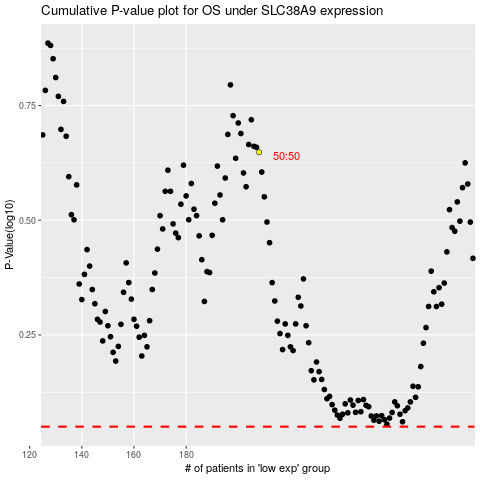 Cumulative P-value plot for OS under SLC38A9 expression
P-Value(log10)
0.75
0.50
0.25
50:50
120 140 160 180
# of patients in 'low exp' group